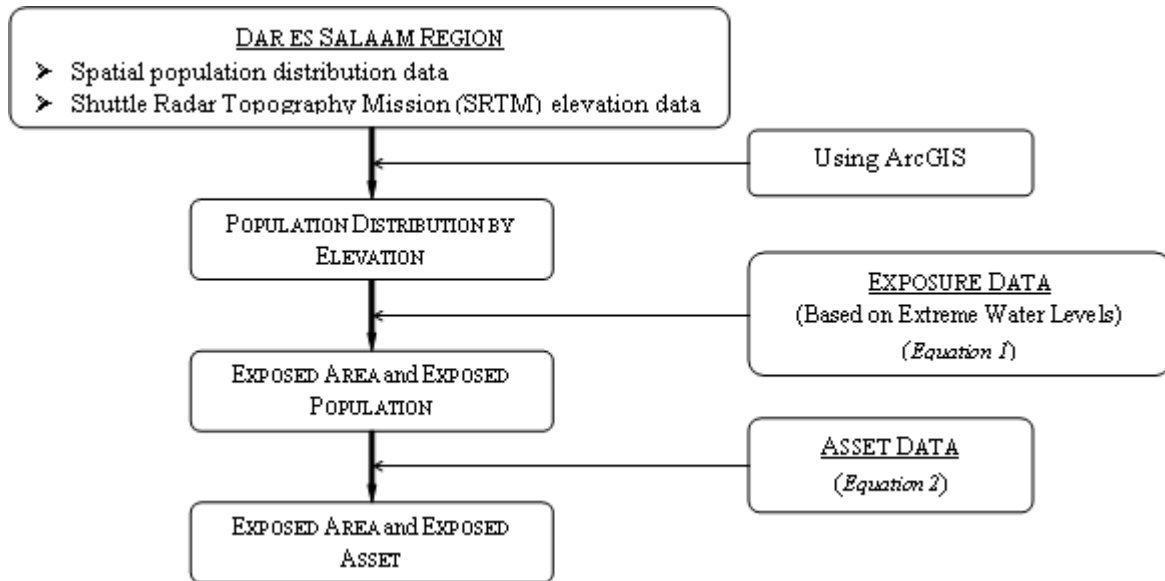 DAR ES SALAAM REGION
➢ Spatial population distribution data
➢ Shuttle Radar Topography Mission (SRTM) elevation data
Using ArcGIS
POPULATION DISTRIBUTION BY
ELEVATION
EXPOSURE DATA
(Based on Extreme Water Levels)
(Equation 1)
EXPOSED AREA and EXPOSED
POPULATION
ASSET DATA
(Equation 2)
EXPOSED AREA and EXPOSED
ASSET